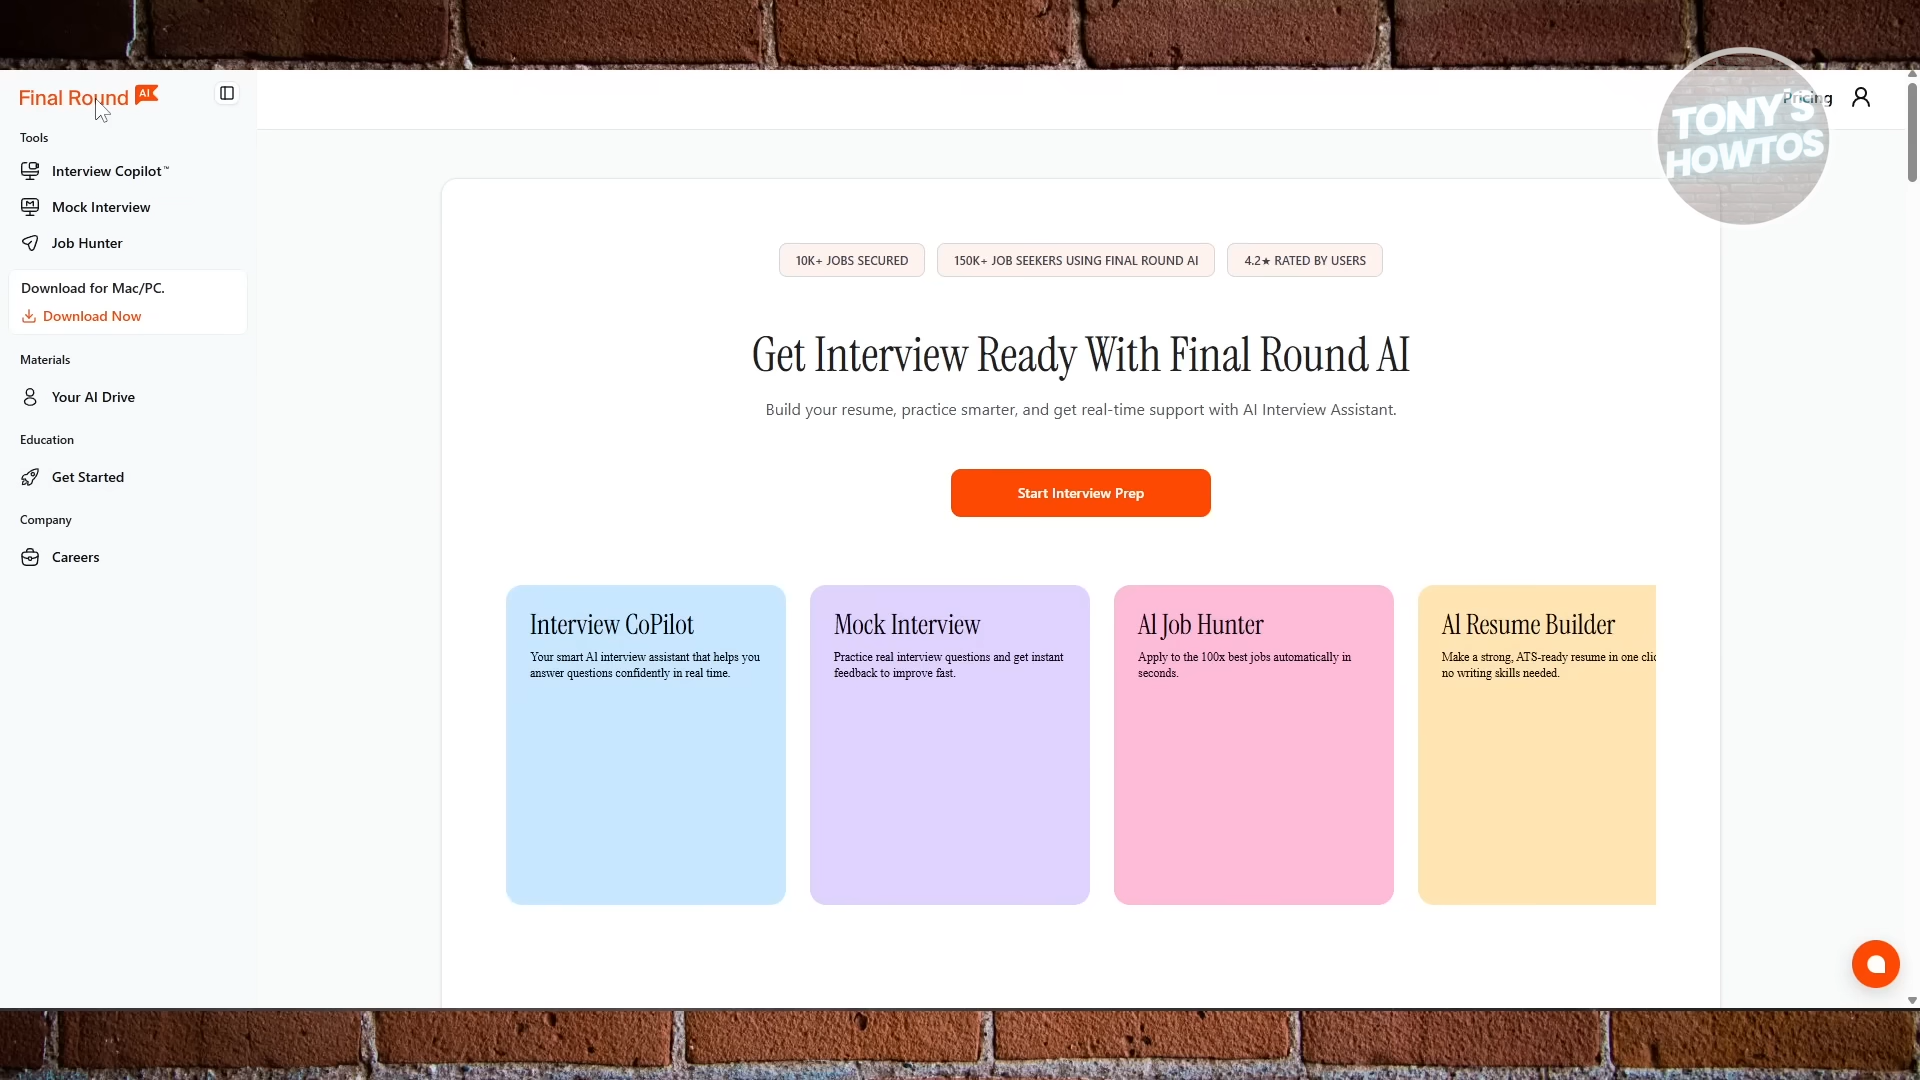 Final Round AI
Tools
Interview Copilot™
Mock Interview
Job Hunter
Download for Mac/PC.
Download Now
Materials
Your AI Drive
Education
Get Started
Company
Careers
Pricing
TONY'S
HOWTOS
10K+ JOBS SECURED
150K+ JOB SEEKERS USING FINAL ROUND AI
4.2★ RATED BY USERS
Get Interview Ready With Final Round AI
Build your resume, practice smarter, and get real-time support with AI Interview Assistant.
Start Interview Prep
Interview CoPilot
Your smart AI interview assistant that helps you
answer questions confidently in real time.
Mock Interview
Practice real interview questions and get instant
feedback to improve fast.
AI Job Hunter
Apply to the 100x best jobs automatically in
seconds.
AI Resume Builder
Make a strong, ATS-ready resume in one clic
no writing skills needed.